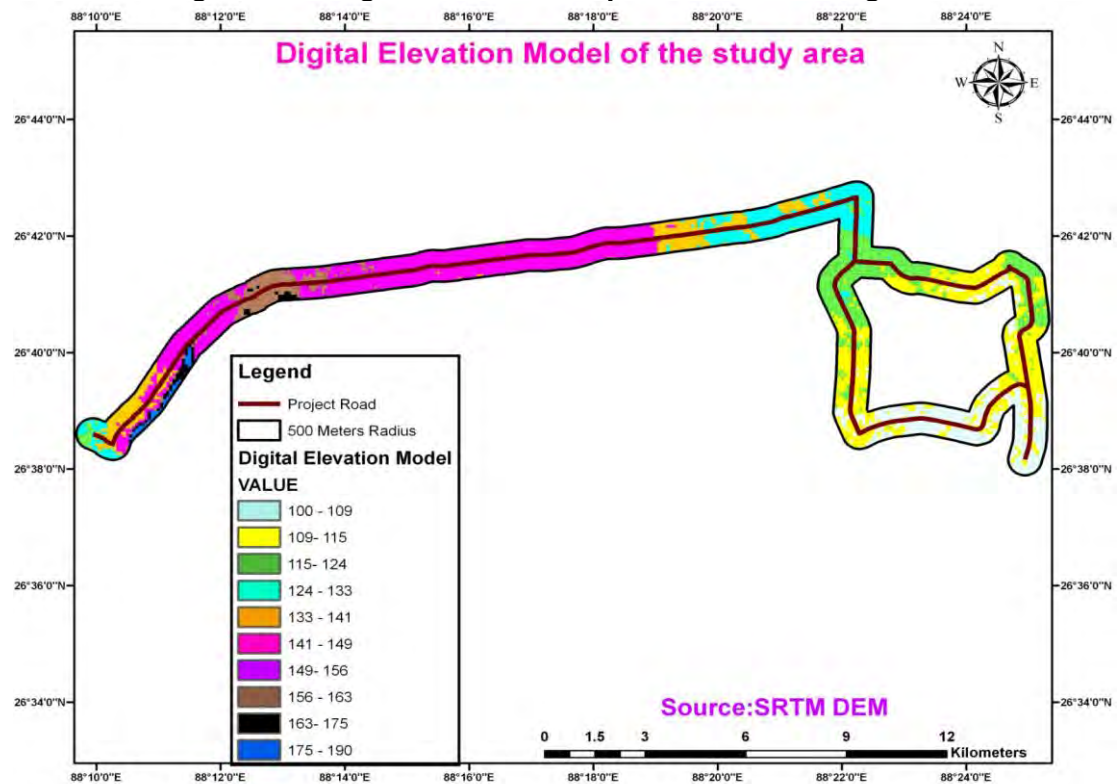 88°10'0"E 88°12'0"E 88°14'0"E 88°16'0"E 88°18'0"E 88°20'0"E 88°22'0"E 88°24'0"E
Digital Elevation Model of the study area
N
W E
S
26°44'0"N 26°44'0"N
26°42'0"N 26°42'0"N
26°40'0"N 26°40'0"N
26°38'0"N 26°38'0"N
26°36'0"N 26°36'0"N
26°34'0"N 26°34'0"N
Legend
Project Road
500 Meters Radius
Digital Elevation Model
VALUE
100 - 109
109- 115
115- 124
124 - 133
133 - 141
141 - 149
149- 156
156 - 163
163- 175
175 - 190
Source:SRTM DEM
0 1.5 3 6 9 12
Kilometers
88°10'0"E 88°12'0"E 88°14'0"E 88°16'0"E 88°18'0"E 88°20'0"E 88°22'0"E 88°24'0"E